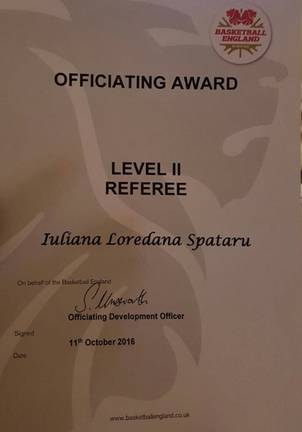 BASKETBALL
ENGLAND
OFFICIATING AWARD
LEVEL II
REFEREE
Iuliana Loredana Spataru
On behalf of the Basketball England
Officiating Development Officer
Signed
11th October 2016
Date
www.basketballengland.co.uk